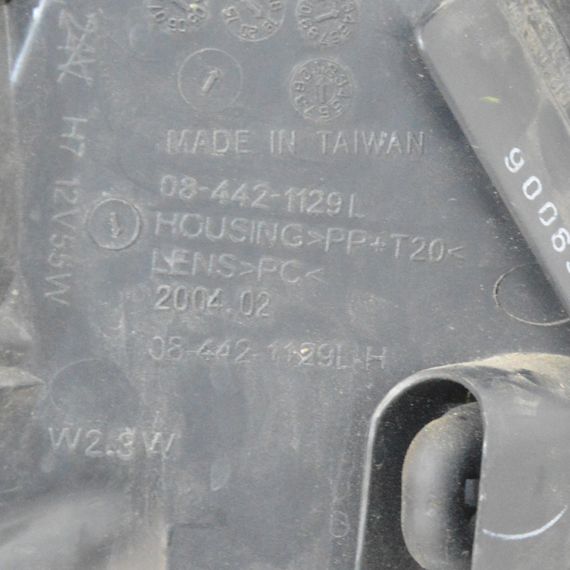 MADE IN TAIWAN
08-442-1129L
HOUSING>PP+T20<
LENS>PC<
2004.02
08-442-1129L-H
W2.3W
H7 12V55W
9006